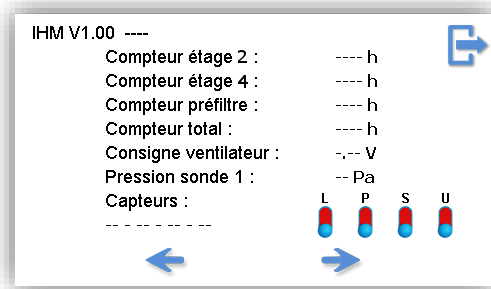 IHM V1.00 ----
Compteur étage 2 : ---- h
Compteur étage 4 : ---- h
Compteur préfiltre : ---- h
Compteur total : ---- h
Consigne ventilateur : -.-- V
Pression sonde 1 : -- Pa
Capteurs : L P S U
-- - -- - -- - --